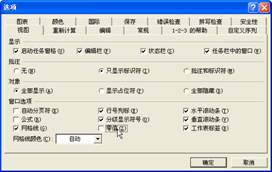 选项
图表 颜色 国际 保存 错误检查 拼写检查 安全性
视图 重新计算 编辑 常规 1-2-3 的帮助 自定义序列
显示
启动任务窗格(K) 编辑栏(F) 状态栏(S) 任务栏中的窗口(B)
批注
无(N) 只显示标识符(I) 批注和标识符(M)
对象
全部显示(A) 显示占位符(P) 全部隐藏(D)
窗口选项
自动分页符(U) 行号列标(E) 水平滚动条(T)
公式(R) 分级显示符号(O) 垂直滚动条(V)
网格线(G) 零值(Z) 工作表标签(B)
网格线颜色(C): 自动
确定 取消